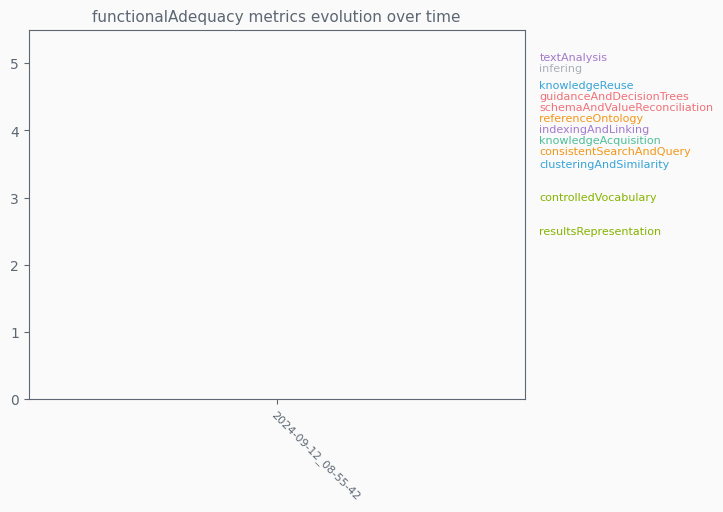 functionalAdequacy metrics evolution over time
5
4
3
2
1
0
2024-09-12_08-55-42
textAnalysis
infering
knowledgeReuse
guidanceAndDecisionTrees
schemaAndValueReconciliation
referenceOntology
indexingAndLinking
knowledgeAcquisition
consistentSearchAndQuery
clusteringAndSimilarity
controlledVocabulary
resultsRepresentation